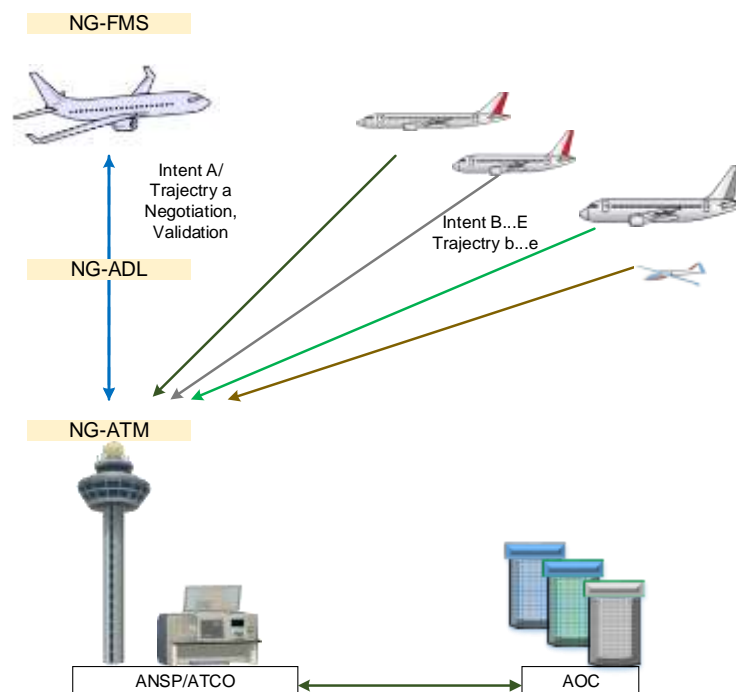 NG-FMS
Intent A/
Trajectry a
Negotiation,
Validation
Intent B...E
Trajectry b...e
NG-ADL
NG-ATM
ANSP/ATCO
AOC